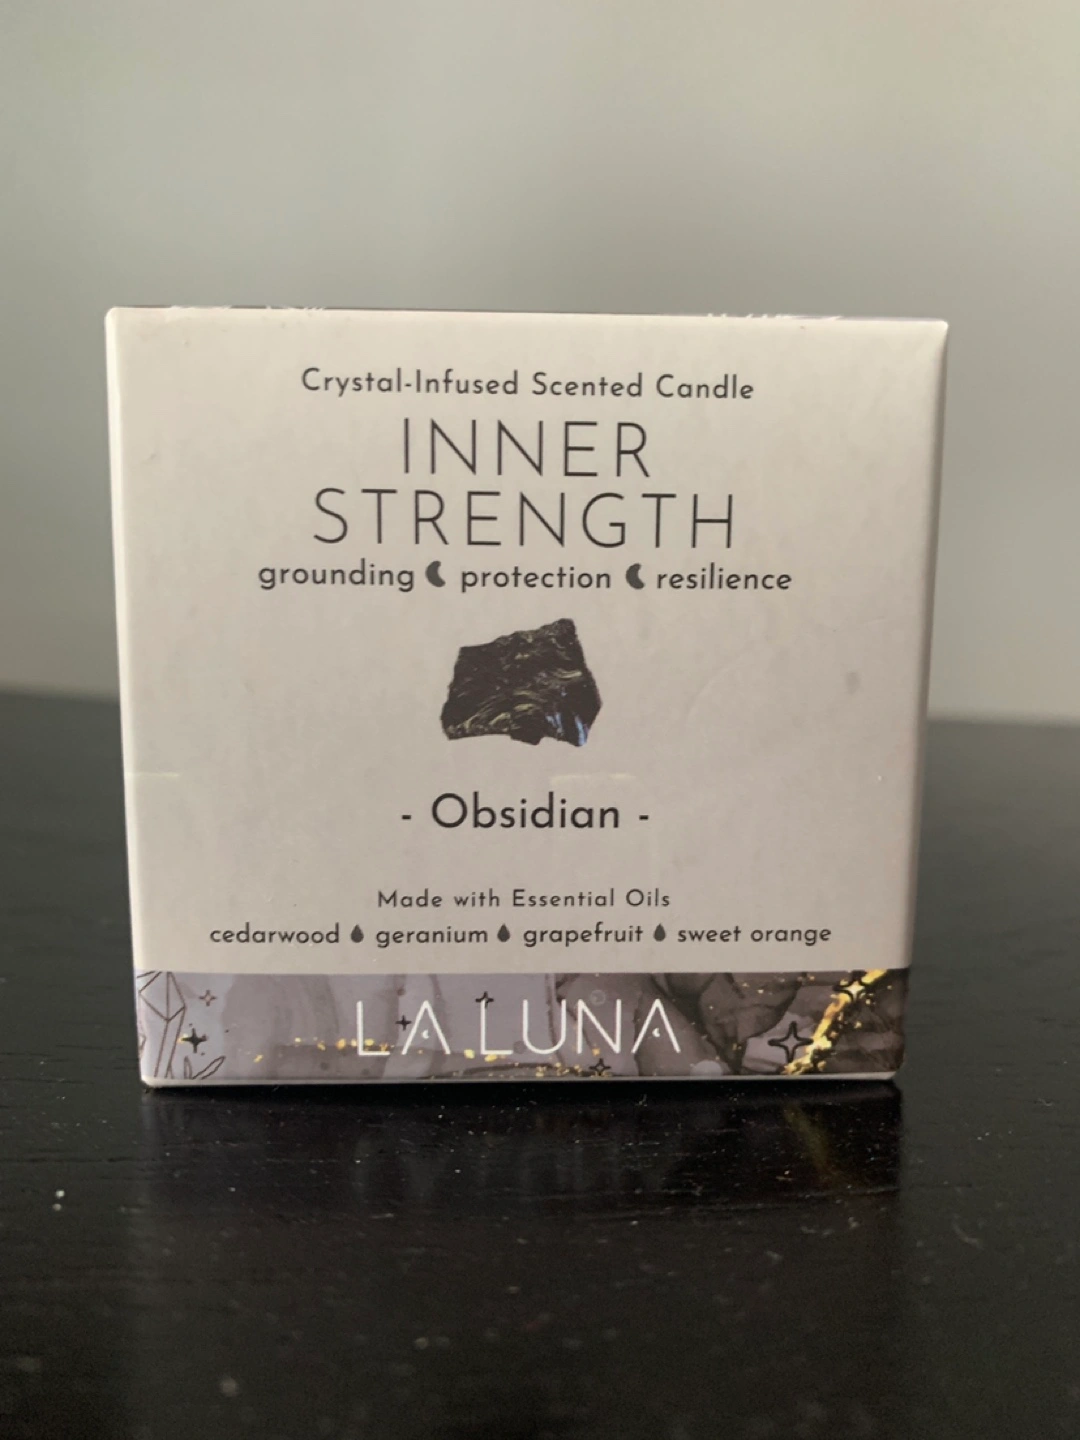 Crystal-Infused Scented Candle
INNER
STRENGTH
grounding protection resilience
- Obsidian -
Made with Essential Oils
cedarwood geranium grapefruit sweet orange
LA LUNA